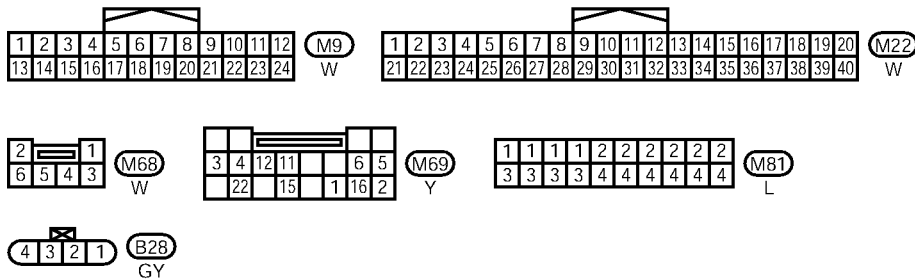 1 2 3 4 5 6 7 8 9 10 11 12
13 14 15 16 17 18 19 20 21 22 23 24
M9
W
1 2 3 4 5 6 7 8 9 10 11 12 13 14 15 16 17 18 19 20
21 22 23 24 25 26 27 28 29 30 31 32 33 34 35 36 37 38 39 40
M22
W
2 1
6 5 4 3
M68
W
3 4 12 11 6 5
22 15 1 16 2
M69
Y
1 1 1 1 2 2 2 2 2 2
3 3 3 3 4 4 4 4 4 4
M81
L
4 3 2 1
B28
GY